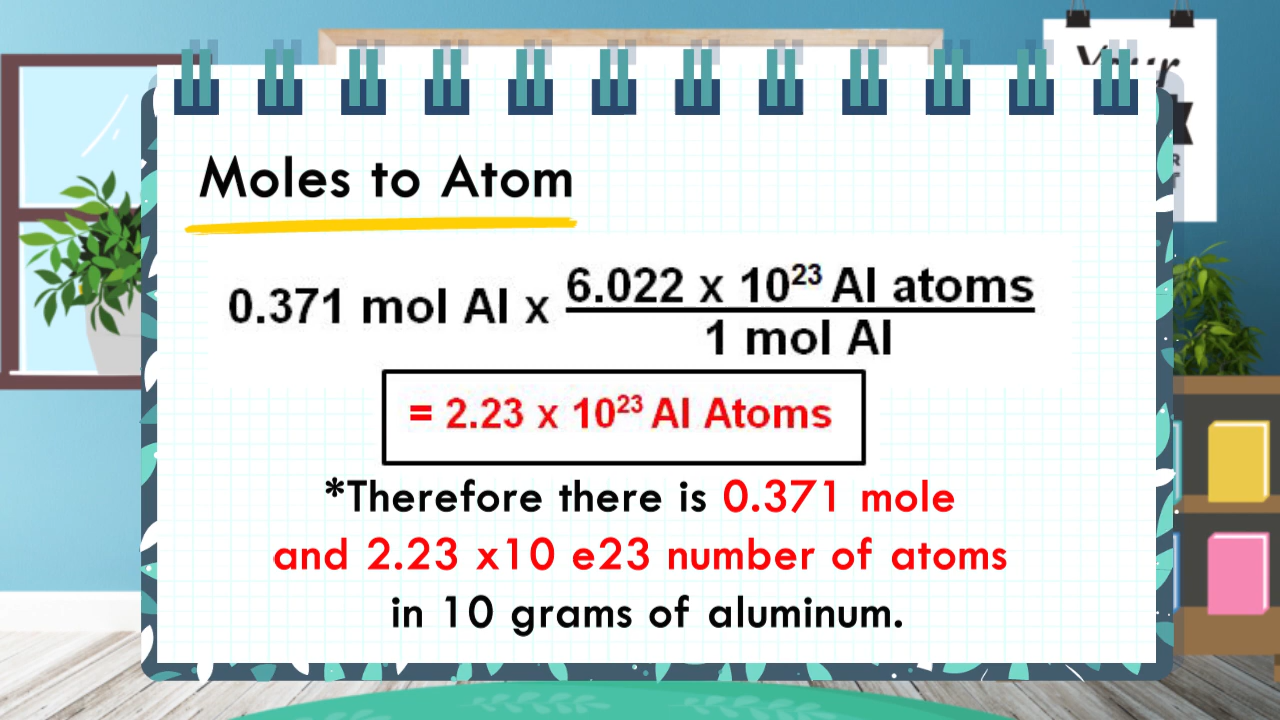 Your
Moles to Atom
0.371 mol Al x 6.022 x 10²³ Al atoms
1 mol Al
= 2.23 x 10²³ Al Atoms
*Therefore there is 0.371 mole
and 2.23 x10 e23 number of atoms
in 10 grams of aluminum.